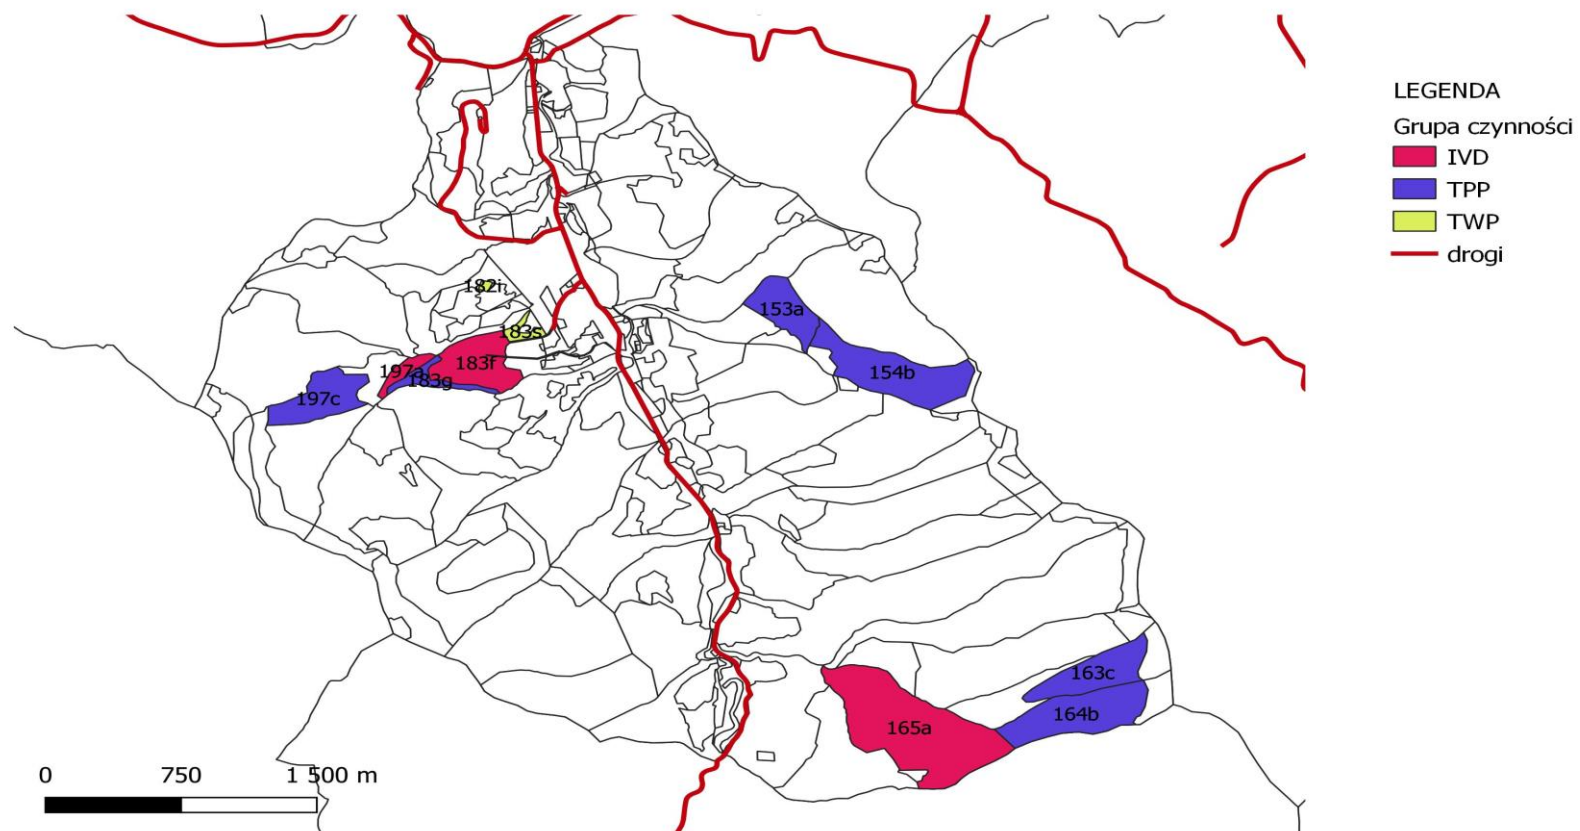 LEGENDA
Grupa czynności
IVD
TPP
TWP
drogi
182i
153a
183s
183f
197a
154b
183g
197c
163c
164b
165a
0 750 1 500 m